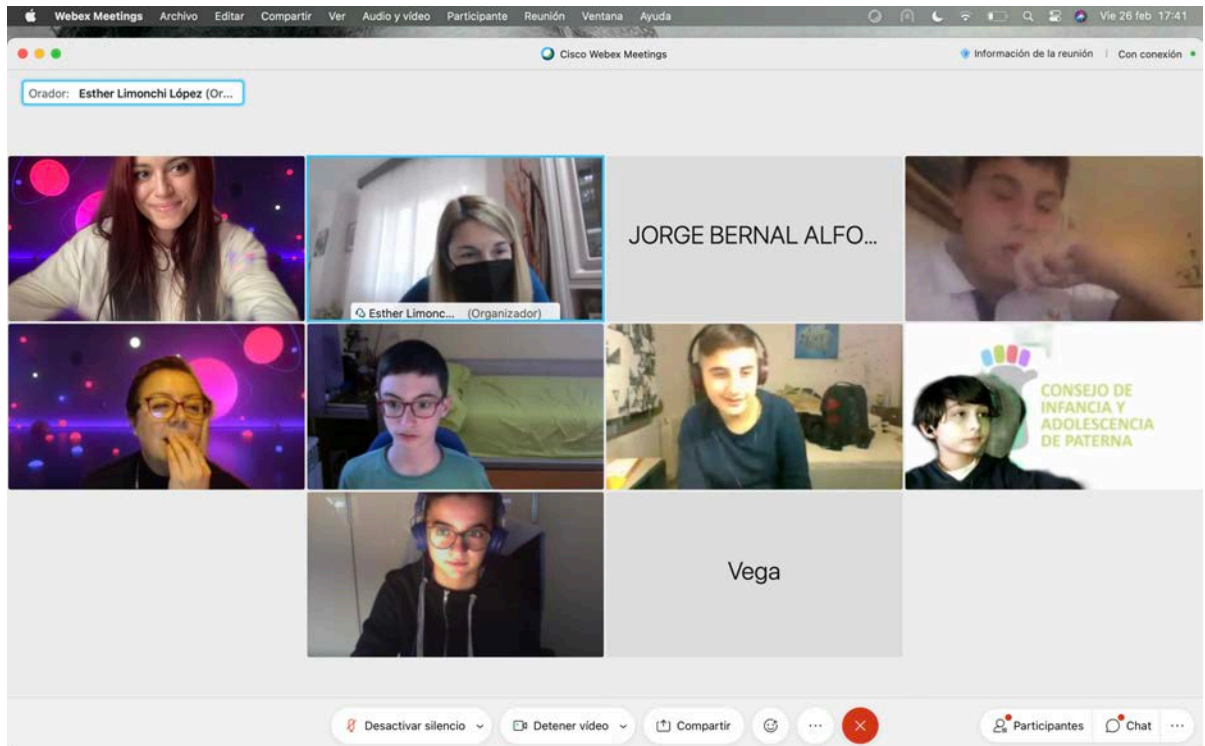 Webex Meetings Archivo Editar Compartir Ver Audio y vídeo Participante Reunión Ventana Ayuda Vie 26 feb 17:41
Cisco Webex Meetings Información de la reunión Con conexión
Orador: Esther Limonchi López (Or...
JORGE BERNAL ALFO...
Esther Limonc... (Organizador)
CONSEJO DE
INFANCIA Y
ADOLESCENCIA
DE PATERNA
Vega
Desactivar silencio Detener vídeo Compartir ... Participantes Chat ...